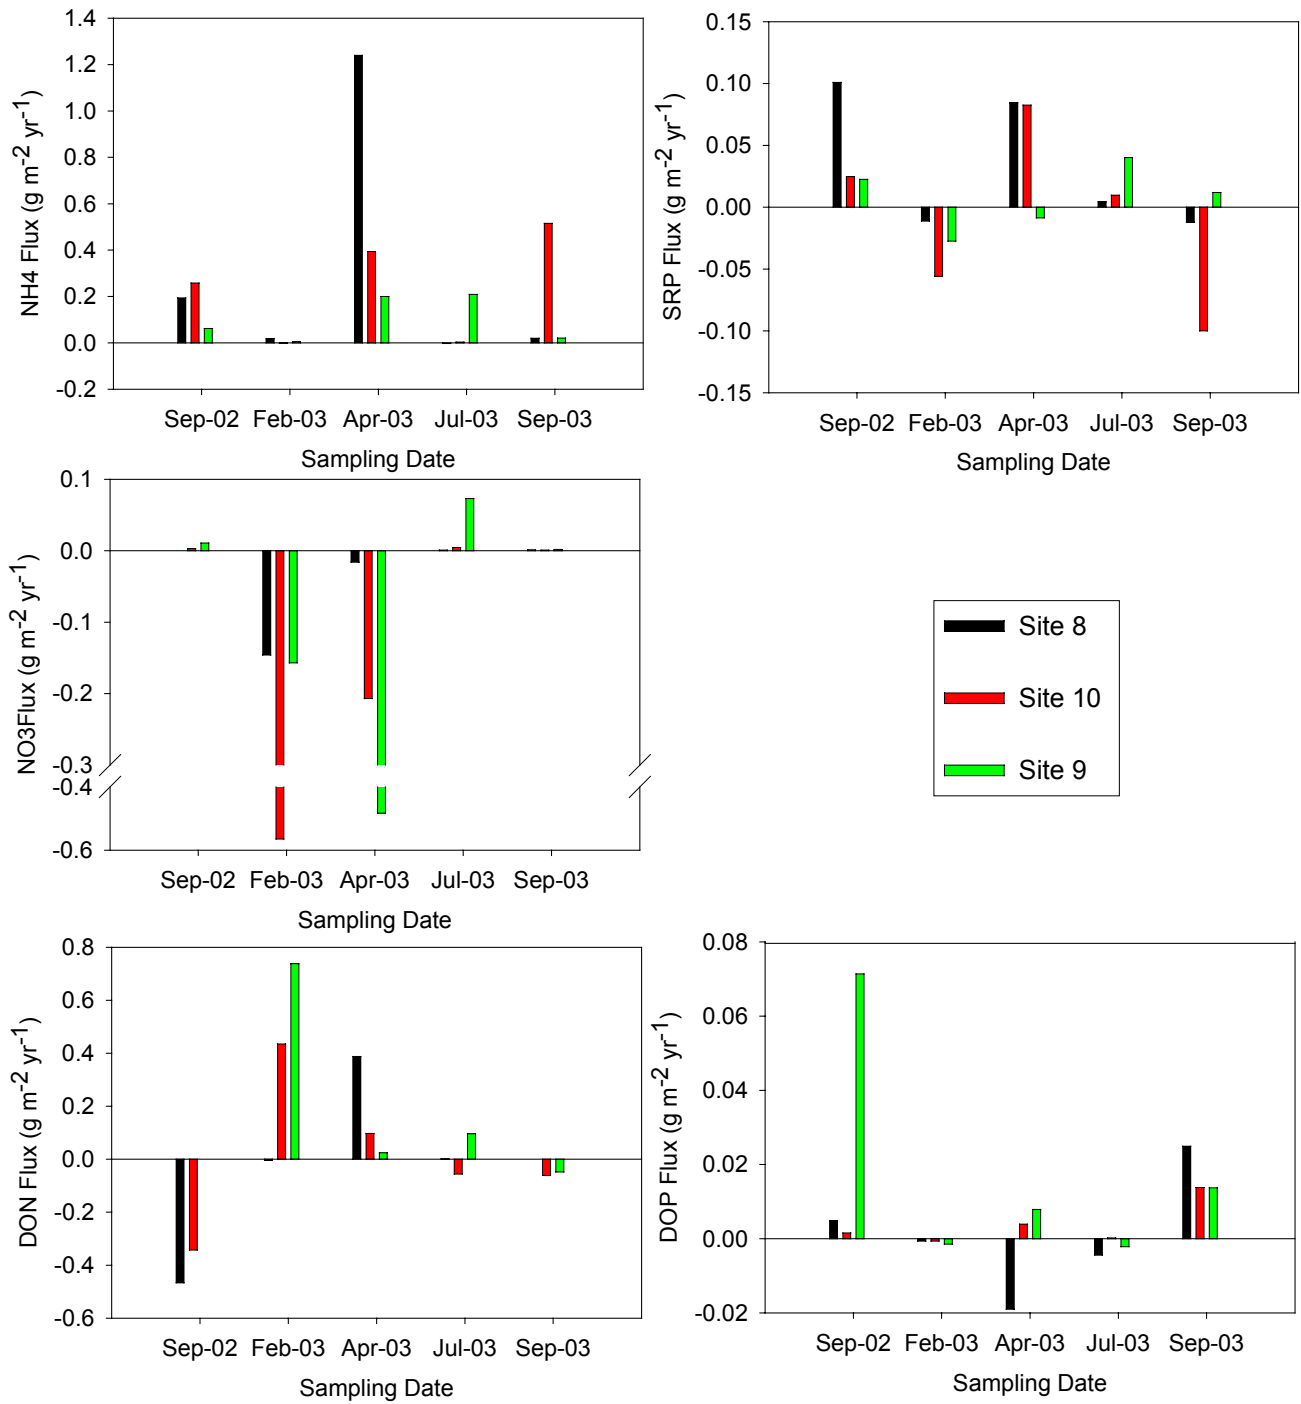 1.4
1.2
1.0
0.8
0.6
0.4
0.2
0.0
-0.2
NH4 Flux (g m-2 yr-1)
Sep-02 Feb-03 Apr-03 Jul-03 Sep-03
Sampling Date
0.15
0.10
0.05
0.00
-0.05
-0.10
-0.15
SRP Flux (g m-2 yr-1)
Sep-02 Feb-03 Apr-03 Jul-03 Sep-03
Sampling Date
0.1
0.0
-0.1
-0.2
-0.3
-0.4
-0.6
NO3Flux (g m-2 yr-1)
Sep-02 Feb-03 Apr-03 Jul-03 Sep-03
Sampling Date
Site 8
Site 10
Site 9
0.8
0.6
0.4
0.2
0.0
-0.2
-0.4
-0.6
DON Flux (g m-2 yr-1)
Sep-02 Feb-03 Apr-03 Jul-03 Sep-03
Sampling Date
0.08
0.06
0.04
0.02
0.00
-0.02
DOP Flux (g m-2 yr-1)
Sep-02 Feb-03 Apr-03 Jul-03 Sep-03
Sampling Date